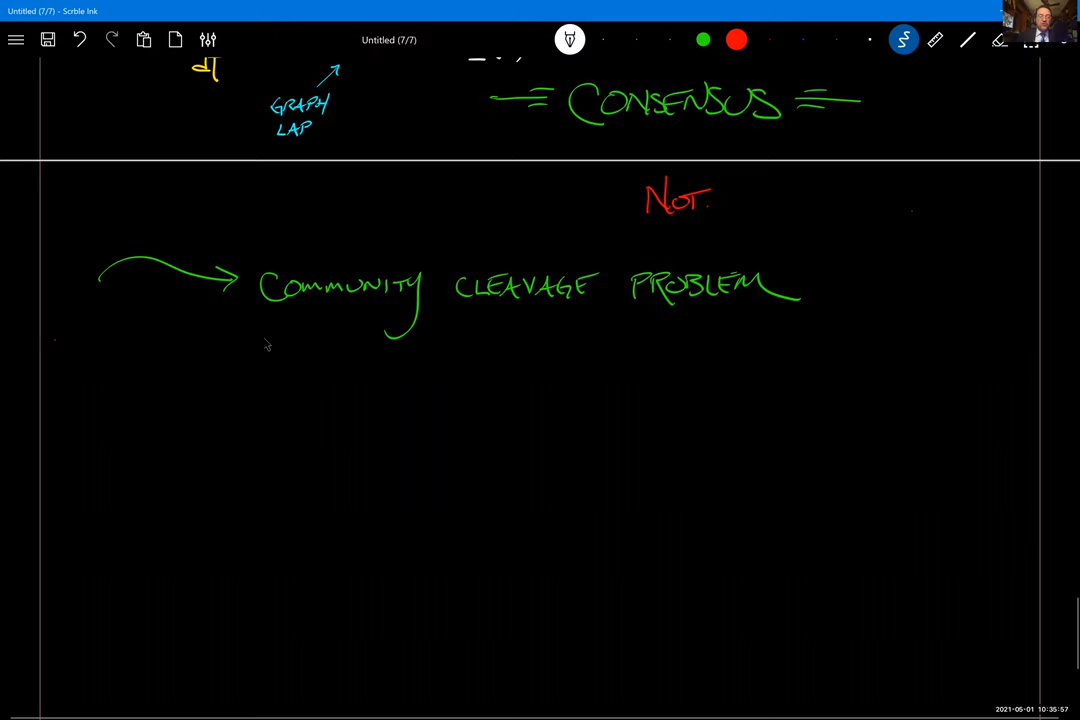 Untitled (7/7) - Scrble Ink
Untitled (7/7)
dT
GRAPH
LAP
= CONSENSUS =
NOT.
COMMUNITY CLEAVAGE PROBLEM
2021-05-01 10:35:57